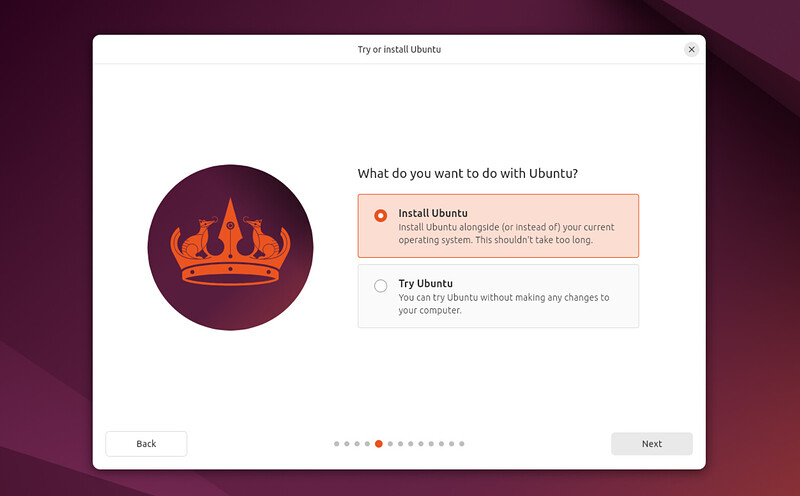 Try or install Ubuntu
What do you want to do with Ubuntu?
Install Ubuntu
Install Ubuntu alongside (or instead of) your current
operating system. This shouldn't take too long.
Try Ubuntu
You can try Ubuntu without making any changes to
your computer.
Back
Next